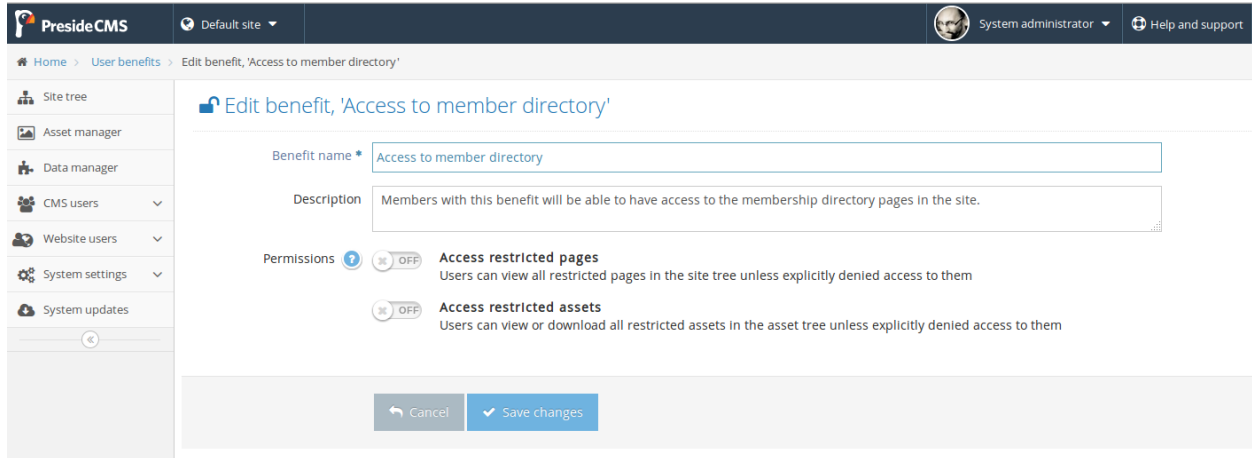 PresideCMS Default site System administrator Help and support
Home > User benefits > Edit benefit, 'Access to member directory'
Site tree
Asset manager
Data manager
CMS users
Website users
System settings
System updates
Edit benefit, 'Access to member directory'
Benefit name * Access to member directory
Description Members with this benefit will be able to have access to the membership directory pages in the site.
Permissions ? OFF Access restricted pages
Users can view all restricted pages in the site tree unless explicitly denied access to them
OFF Access restricted assets
Users can view or download all restricted assets in the asset tree unless explicitly denied access to them
Cancel Save changes